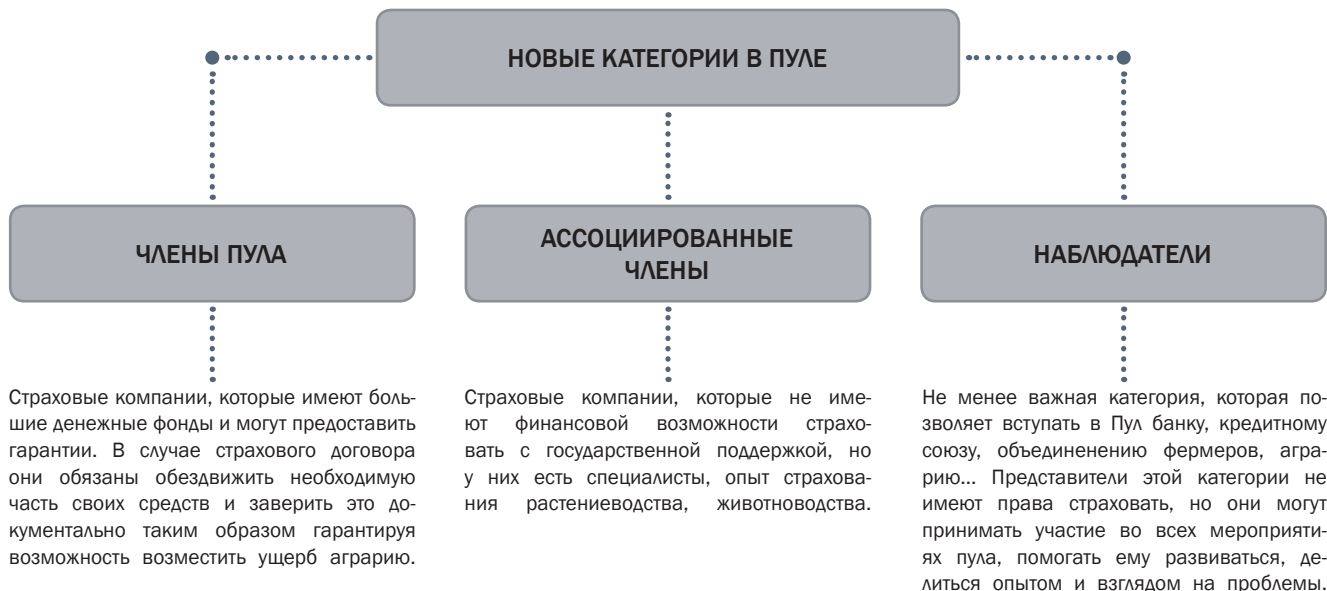 НОВЫЕ КАТЕГОРИИ В ПУЛЕ
ЧЛЕНЫ ПУЛА
Страховые компании, которые имеют боль-
шие денежные фонды и могут предоставить
гарантии. В случае страхового договора
они обязаны обездвижить необходимую
часть своих средств и заверить это до-
кументально таким образом гарантируя
возможность возместить ущерб аграрию.
АССОЦИИРОВАННЫЕ
ЧЛЕНЫ
Страховые компании, которые не име-
ют финансовой возможности страхо-
вать с государственной поддержкой, но
у них есть специалисты, опыт страхова-
ния растениеводства, животноводства.
НАБЛЮДАТЕЛИ
Не менее важная категория, которая по-
зволяет вступать в Пул банку, кредитному
союзу, объединенению фермеров, агра-
рию... Представители этой категории не
имеют права страховать, но они могут
принимать участие во всех мероприяти-
ях пула, помогать ему развиваться, де-
литься опытом и взглядом на проблемы.